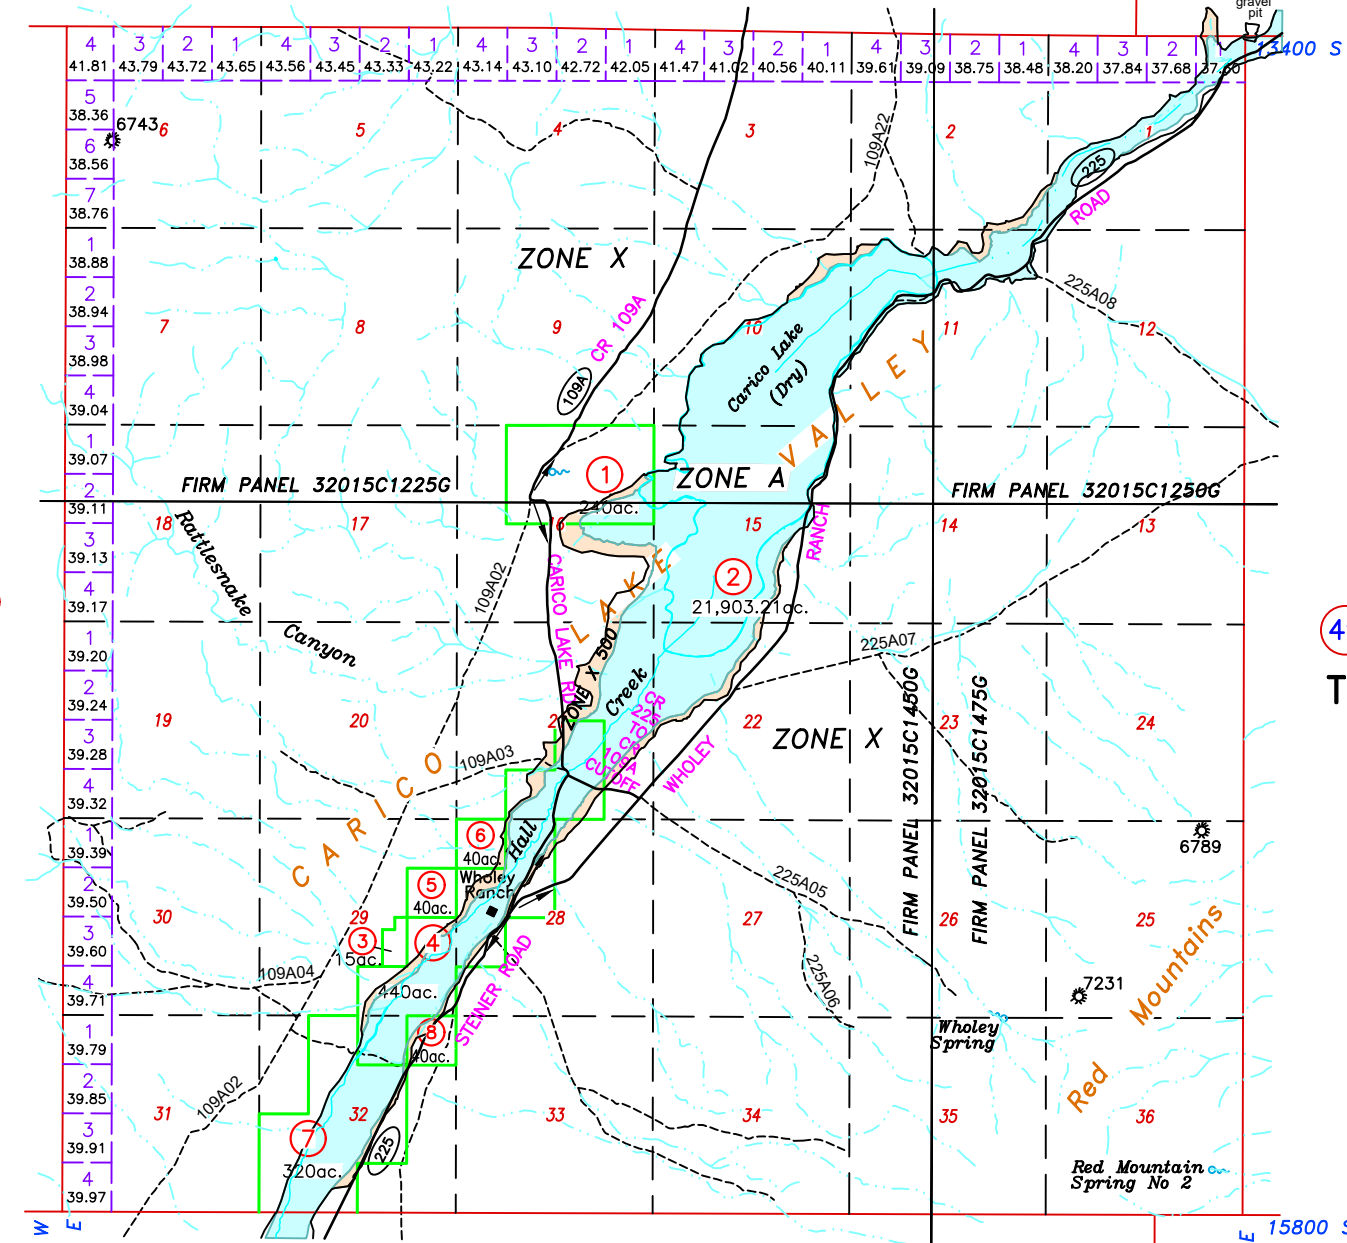 gravel
pit
13400 S
4 3 2 1 4 3 2 1 4 3 2 1 4 3 2 1 4 3 2 1 4 3 2
41.81 43.79 43.72 43.65 43.56 43.45 43.33 43.22 43.14 43.10 42.72 42.05 41.47 41.02 40.56 40.11 39.61 39.09 38.75 38.48 38.20 37.84 37.68
5
38.36
6743
6 5 4 3 2 1
6
38.56
7
38.76
109A22
225
ROAD
1
38.88
ZONE X
2
38.94
225A08
7 8 9 10 11 12
3
38.98
CR 109A
109A
Carico Lake
(Dry)
4
39.04
VALLEY
1
39.07
1
ZONE A
2
39.11
FIRM PANEL 32015C1225G
FIRM PANEL 32015C1250G
240ac.
18 17 16 15 14 13
Rattlesnake
Canyon
3
39.13
RANCH
CARICO LAKE RD
109A02
LAKE
2
21,903.21ac.
4
39.17
1
39.20
225A07
ZONE X 500
Creek
2
39.24
FIRM PANEL 32015C1450G
FIRM PANEL 32015C1475G
19 20 22 23 24
3
39.28
ZONE X
CR
225
TO
CR
109A
CUTOFF
WHOLEY
109A03
CARICO
4
39.32
1
39.39
6
40ac.
Hall
6789
2
39.50
5
40ac.
Wholey
Ranch
225A05
30 29 28 27 26 25
3
39.60
3
15ac.
4
440ac.
STEINER ROAD
109A04
225A06
4
39.71
7231
Red Mountains
Wholey
Spring
1
39.79
8
40ac.
2
39.85
109A02
31 32 33 34 35 36
3
39.91
7
320ac.
225
4
39.97
Red Mountain
Spring No 2
W E
E
15800 S